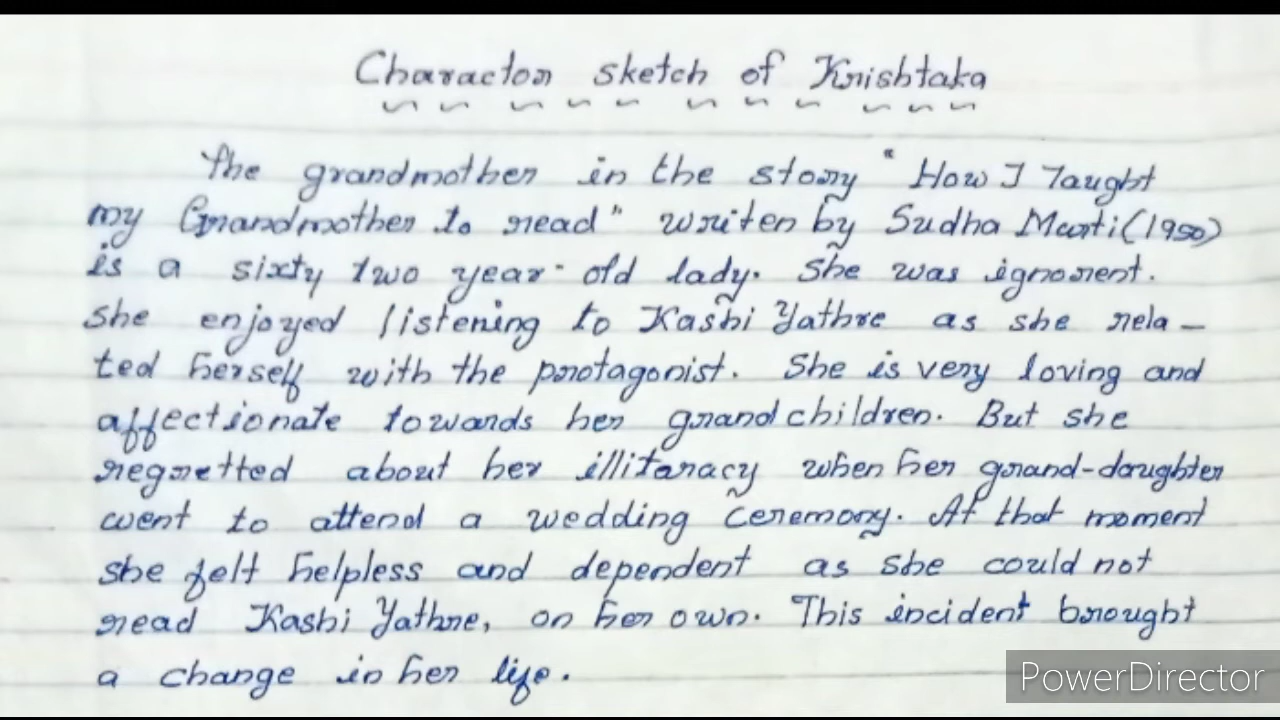 Character sketch of Krishtaka
The grandmother in the story "How I Taught
my Grandmother to read" writen by Sudha Murti (1950)
is a sixty two year-old lady. She was ignorent.
She enjoyed listening to Kashi Yathre as she rela-
ted herself with the protagonist. She is very loving and
affectionate towards her grandchildren. But she
regretted about her illitaracy when her grand-daughter
went to attend a wedding ceremony. At that moment
she felt helpless and dependent as she could not
read Kashi Yathre, on her own. This incident brought
a change in her life.
PowerDirector